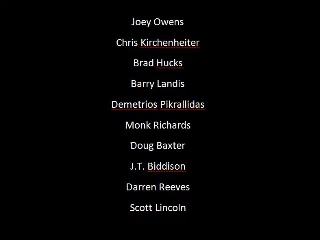 Joey Owens
Chris Kirchenheiter
Brad Hucks
Barry Landis
Demetrios Pikrallidas
Monk Richards
Doug Baxter
J.T. Biddison
Darren Reeves
Scott Lincoln